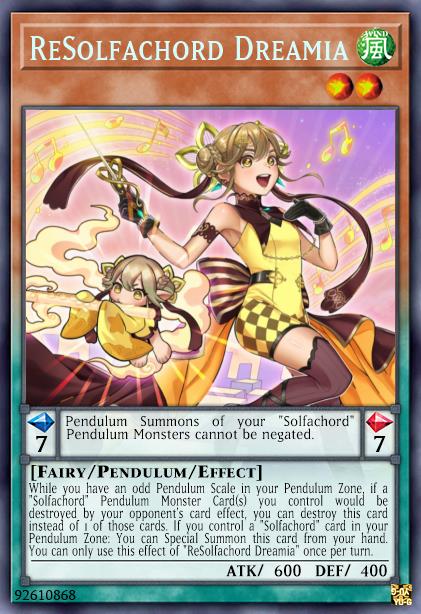 ReSolfachord Dreamia
WIND
風
Pendulum Summons of your "Solfachord"
Pendulum Monsters cannot be negated.
7
7
[Fairy/Pendulum/Effect]
While you have an odd Pendulum Scale in your Pendulum Zone, if a
"Solfachord" Pendulum Monster Card(s) you control would be
destroyed by your opponent's card effect, you can destroy this card
instead of 1 of those cards. If you control a "Solfachord" card in your
Pendulum Zone: You can Special Summon this card from your hand.
You can only use this effect of "ReSolfachord Dreamia" once per turn.
ATK/ 600 DEF/ 400
92610868